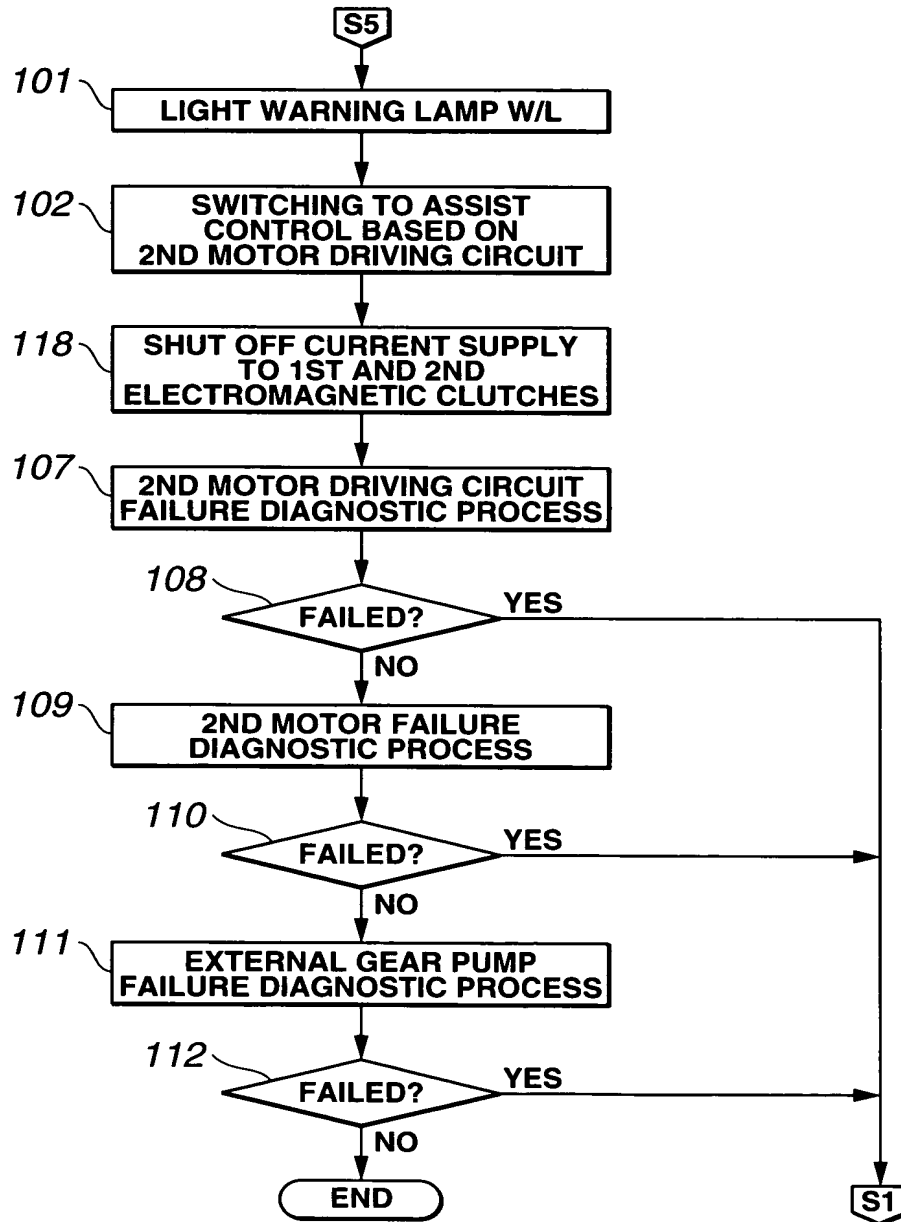 S5
101
LIGHT WARNING LAMP W/L
102
SWITCHING TO ASSIST
CONTROL BASED ON
2ND MOTOR DRIVING CIRCUIT
118
SHUT OFF CURRENT SUPPLY
TO 1ST AND 2ND
ELECTROMAGNETIC CLUTCHES
107
2ND MOTOR DRIVING CIRCUIT
FAILURE DIAGNOSTIC PROCESS
108
FAILED?
YES
NO
109
2ND MOTOR FAILURE
DIAGNOSTIC PROCESS
110
FAILED?
YES
NO
111
EXTERNAL GEAR PUMP
FAILURE DIAGNOSTIC PROCESS
112
FAILED?
YES
NO
END
S1